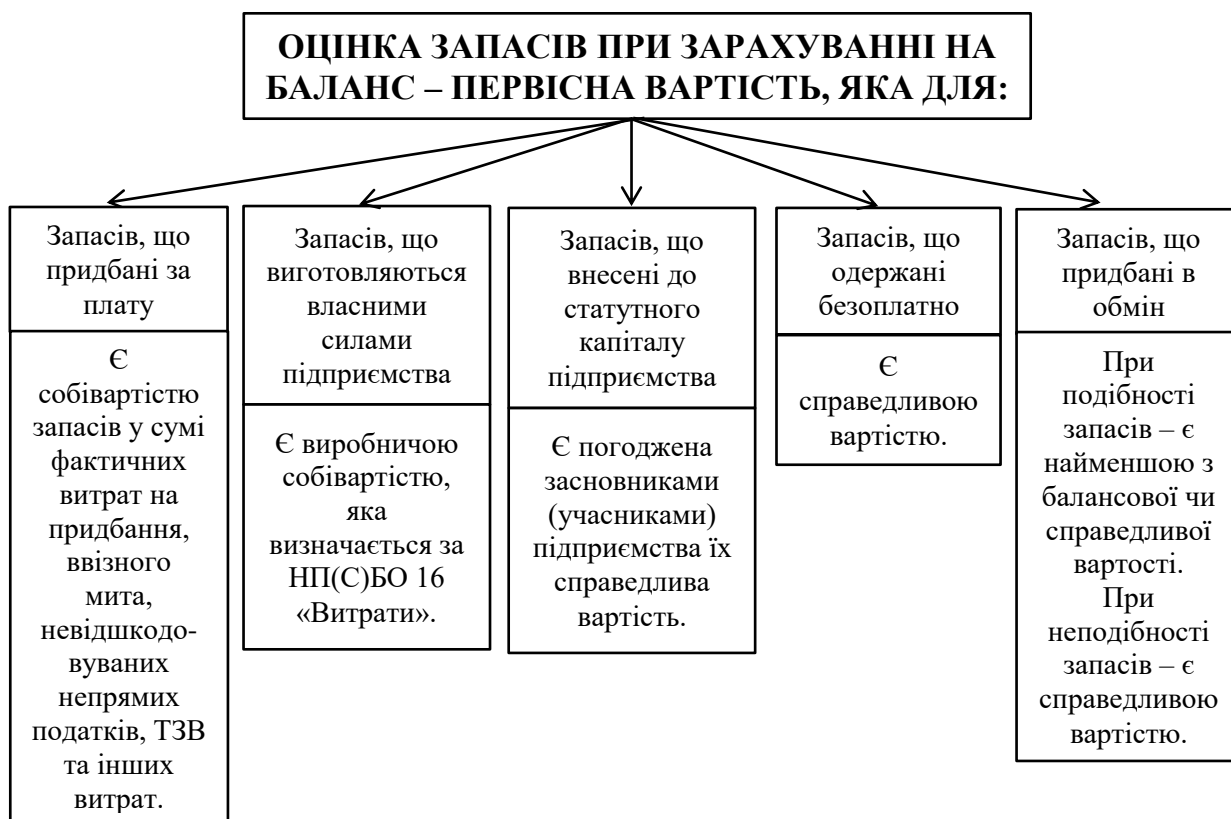 ОЦІНКА ЗАПАСІВ ПРИ ЗАРАХУВАННІ НА
БАЛАНС – ПЕРВІСНА ВАРТІСТЬ, ЯКА ДЛЯ:
Запасів, що
придбані за
плату
Є
собівартістю
запасів у сумі
фактичних
витрат на
придбання,
ввізного
мита,
невідшкодо-
вуваних
непрямих
податків, ТЗВ
та інших
витрат.
Запасів, що
виготовляються
власними
силами
підприємства
Є виробничою
собівартістю,
яка
визначається за
НП(С)БО 16
«Витрати».
Запасів, що
внесені до
статутного
капіталу
підприємства
Є погоджена
засновниками
(учасниками)
підприємства їх
справедлива
вартість.
Запасів, що
одержані
безоплатно
Є
справедливою
вартістю.
Запасів, що
придбані в
обмін
При
подібності
запасів – є
найменшою з
балансової чи
справедливої
вартості.
При
неподібності
запасів – є
справедливою
вартістю.